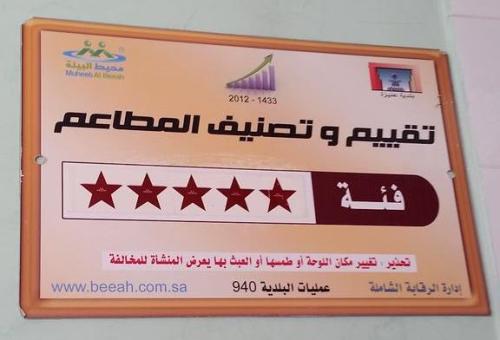 محيط البيئة
Muheet Al Beeah
1433 - 2012
بلدية عنيزة
تقييم و تصنيف المطاعم
فئة
تحذير : تغيير مكان اللوحة أو طمسها أو العبث بها يعرض المنشأة للمخالفة
إدارة الرقابة الشاملة
عمليات البلدية 940
www.beeah.com.sa